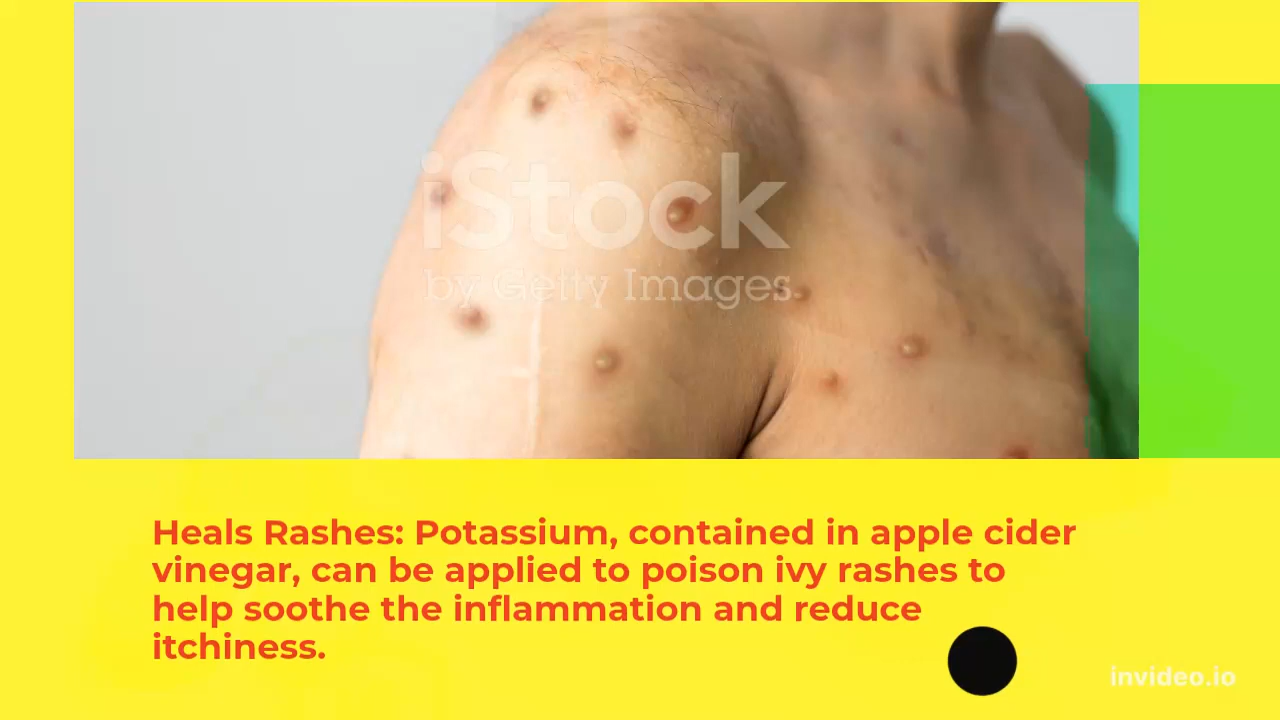 iStock
by Getty Images
Heals Rashes: Potassium, contained in apple cider
vinegar, can be applied to poison ivy rashes to
help soothe the inflammation and reduce
itchiness.
invideo.io